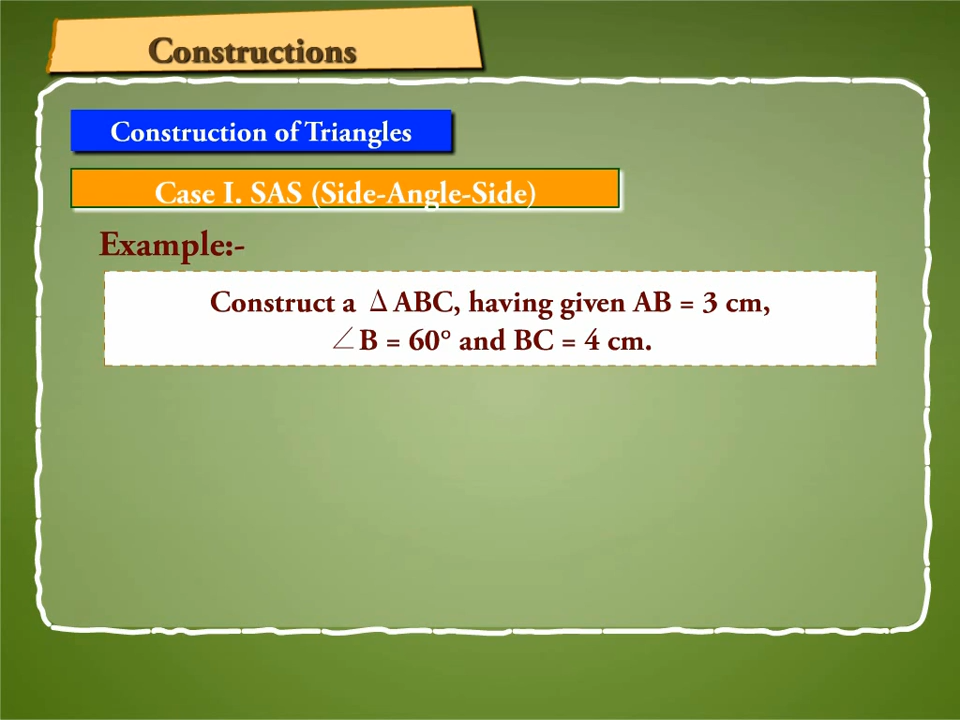 Constructions
Construction of Triangles
Case I. SAS (Side-Angle-Side)
Example:-
Construct a Δ ABC, having given AB = 3 cm,
∠B = 60° and BC = 4 cm.